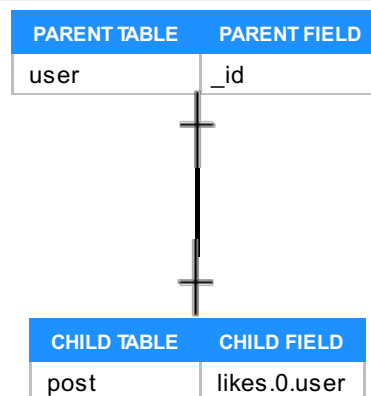 PARENT TABLE PARENT FIELD
user _id
CHILD TABLE CHILD FIELD
post likes.0.user